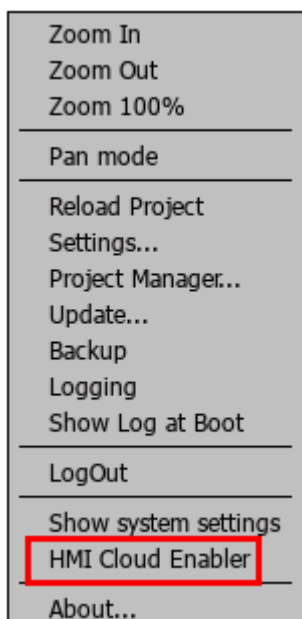 Zoom In
Zoom Out
Zoom 100%
Pan mode
Reload Project
Settings...
Project Manager...
Update...
Backup
Logging
Show Log at Boot
LogOut
Show system settings
HMI Cloud Enabler
About...